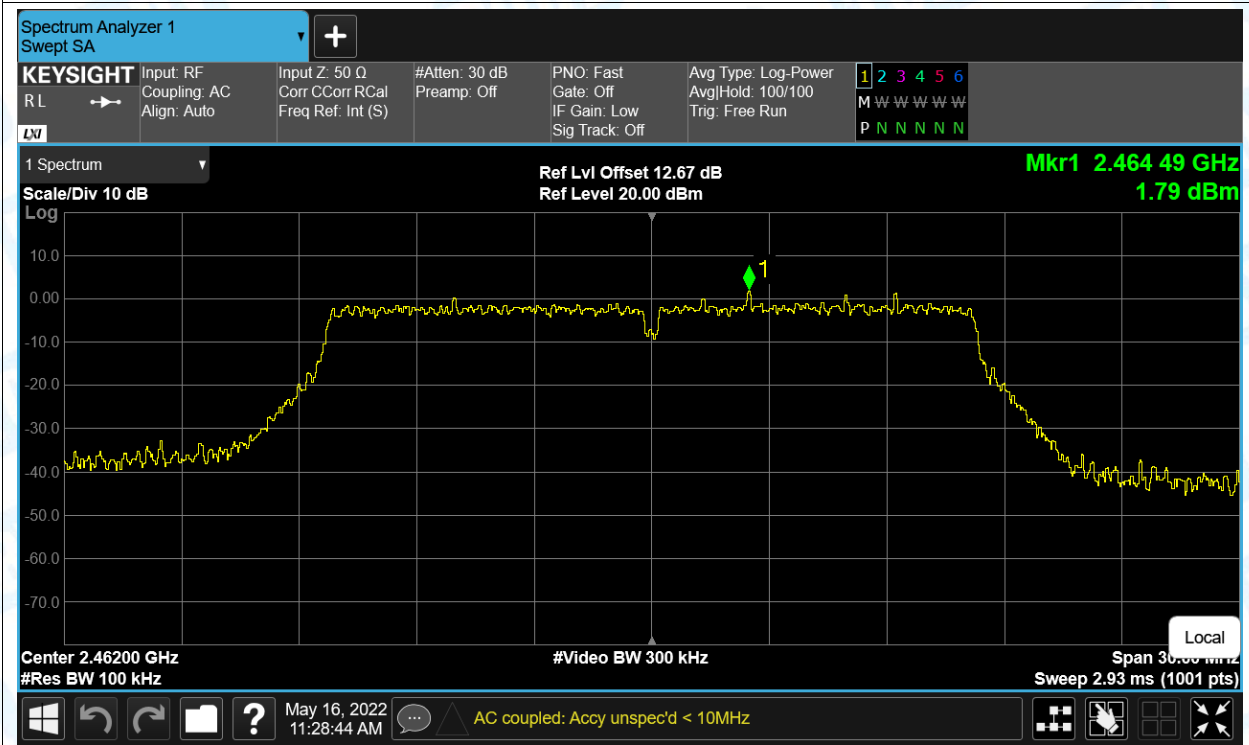 Spectrum Analyzer 1
Swept SA
KEYSIGHT
R L
LXI
Input: RF
Coupling: AC
Align: Auto
Input Z: 50 Ω
Corr CCorr RCal
Freq Ref: Int (S)
#Atten: 30 dB
Preamp: Off
PNO: Fast
Gate: Off
IF Gain: Low
Sig Track: Off
Avg Type: Log-Power
Avg|Hold: 100/100
Trig: Free Run
1 2 3 4 5 6
M W W W W W
P N N N N N
1 Spectrum
Scale/Div 10 dB
Log
Ref Lvl Offset 12.67 dB
Ref Level 20.00 dBm
Mkr1 2.464 49 GHz
1.79 dBm
1
10.0
0.00
-10.0
-20.0
-30.0
-40.0
-50.0
-60.0
-70.0
Local
Center 2.46200 GHz
#Video BW 300 kHz
Span 30.00 MHz
#Res BW 100 kHz
Sweep 2.93 ms (1001 pts)
?
May 16, 2022
11:28:44 AM
AC coupled: Accy unspec'd < 10MHz